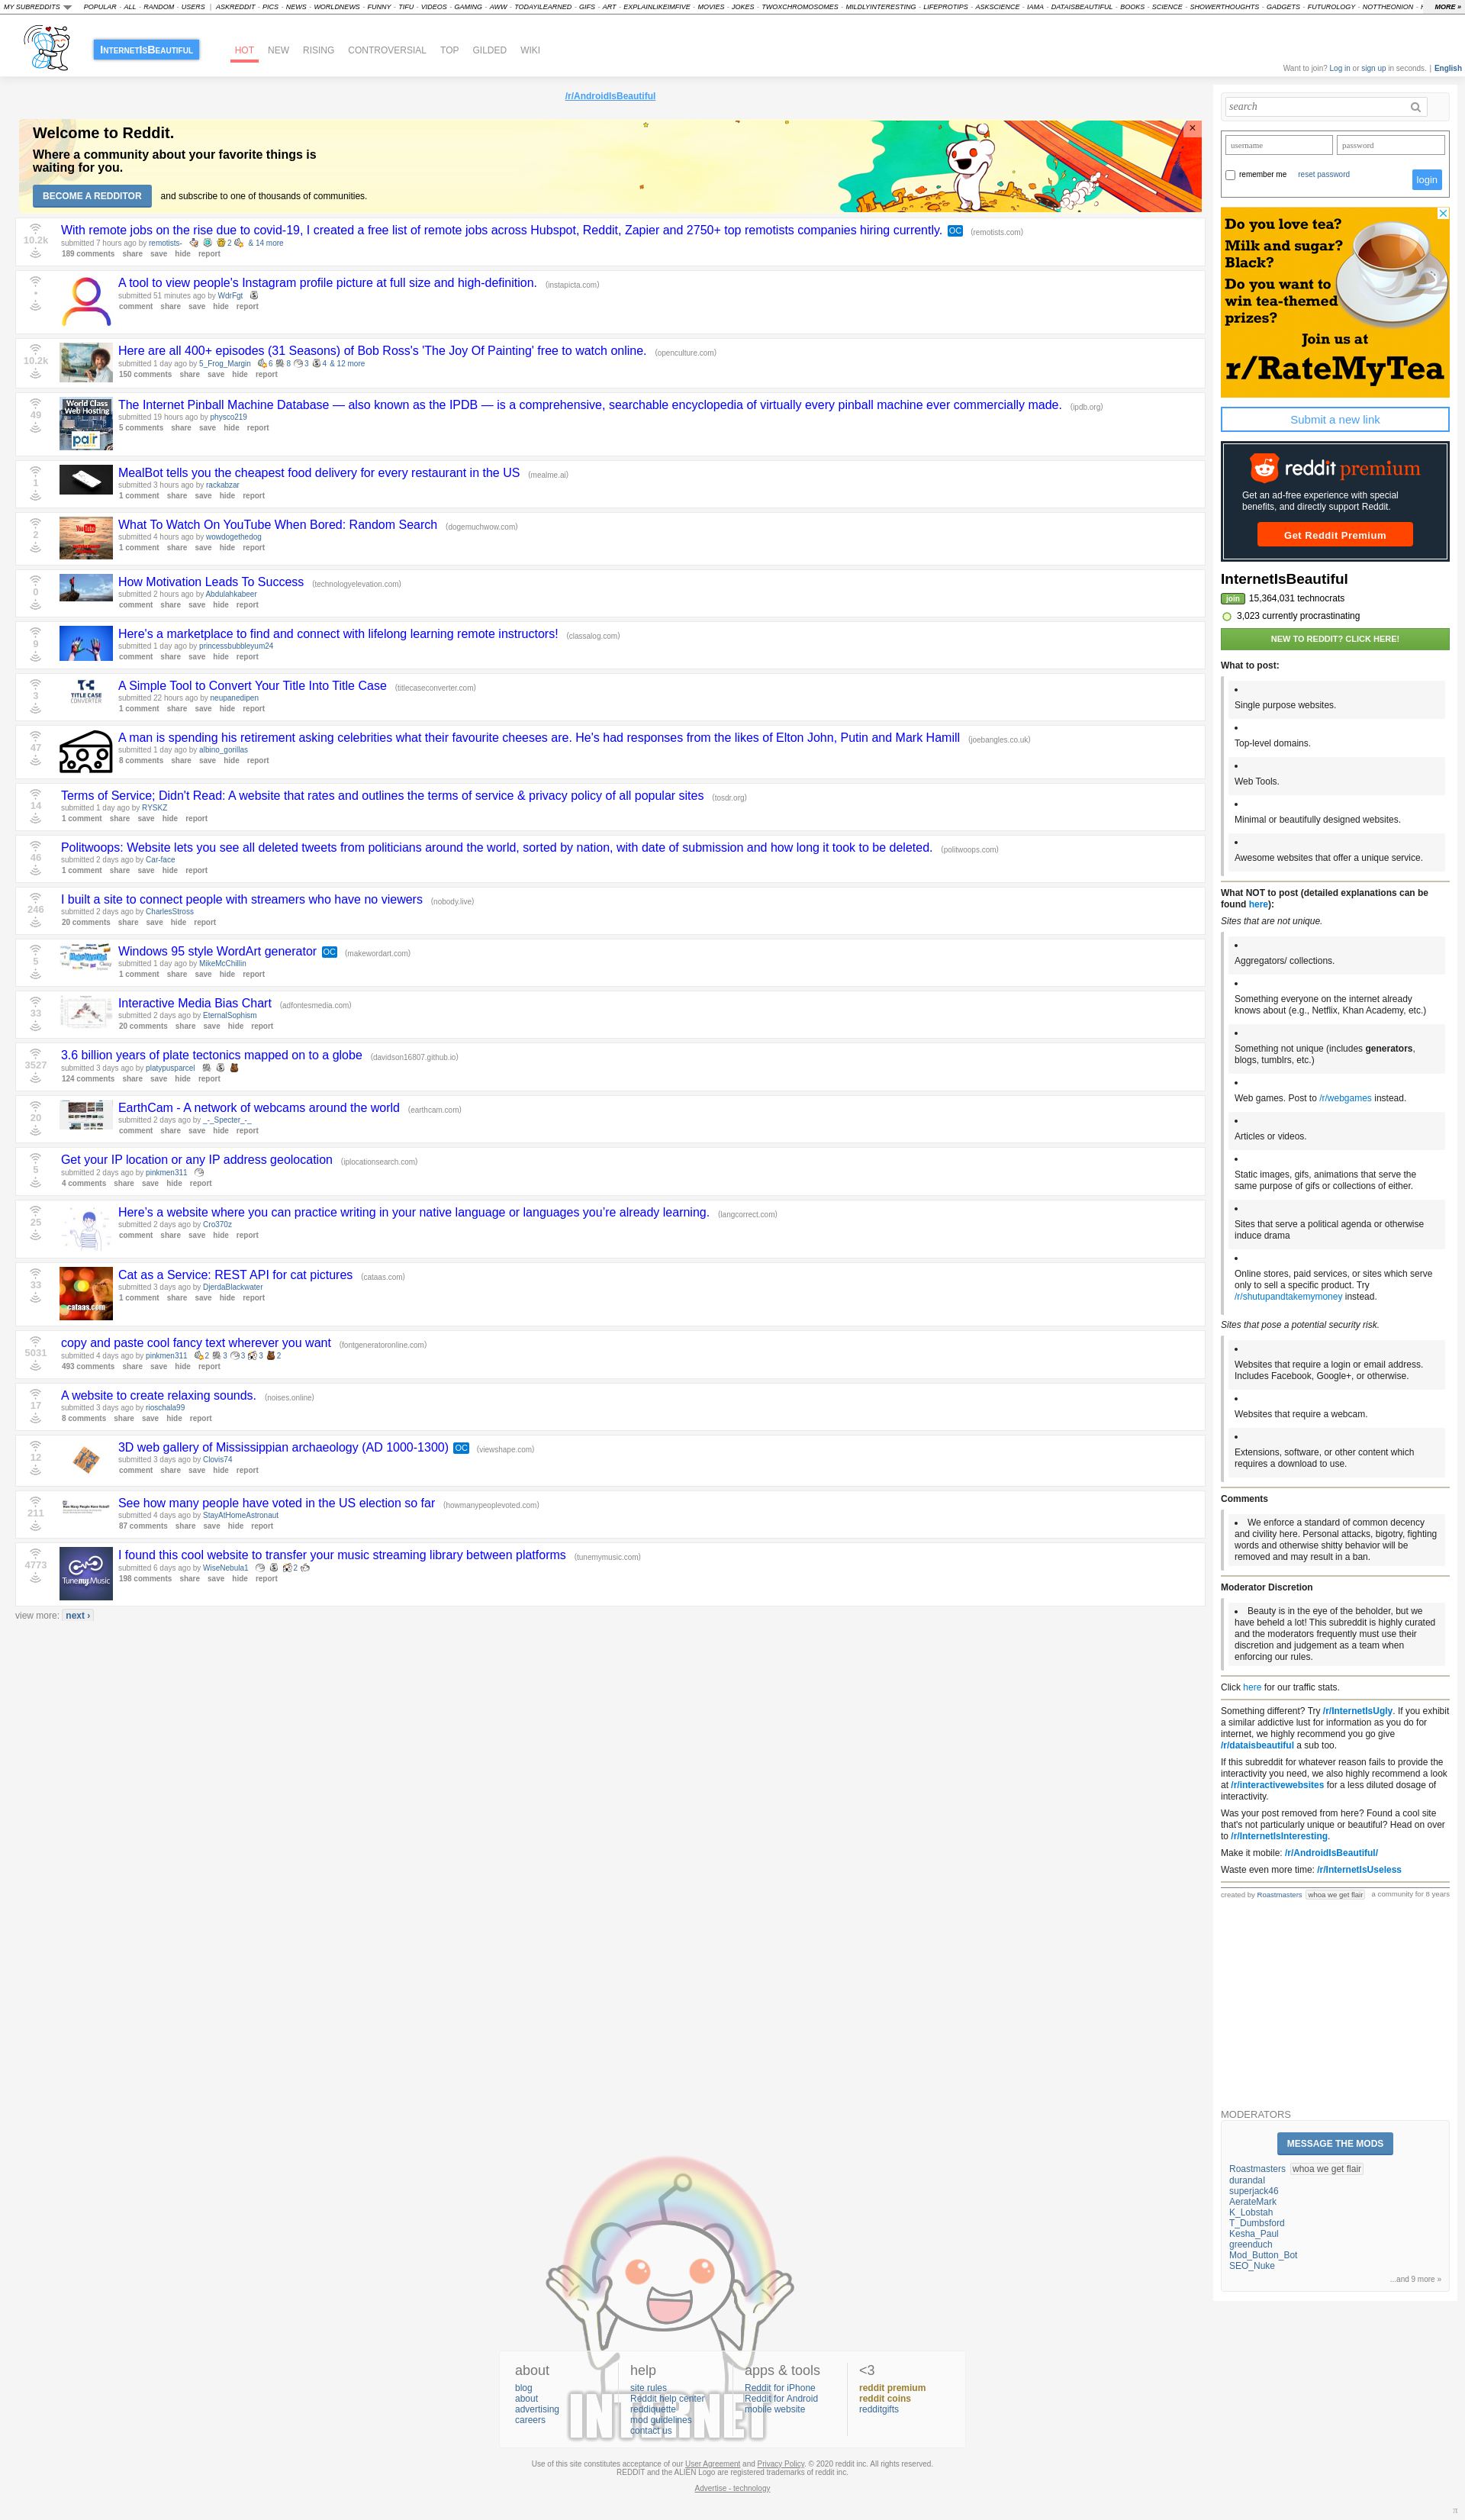 MY SUBREDDITS POPULAR - ALL - RANDOM - USERS | ASKREDDIT - PICS - NEWS - WORLDNEWS - FUNNY - TIFU - VIDEOS - GAMING - AWW - TODAYILEARNED - GIFS - ART - EXPLAINLIKEIMFIVE - MOVIES - JOKES - TWOXCHROMOSOMES - MILDLYINTERESTING - LIFEPROTIPS - ASKSCIENCE - IAMA - DATAISBEAUTIFUL - BOOKS - SCIENCE - SHOWERTHOUGHTS - GADGETS - FUTUROLOGY - NOTTHEONION - MORE »
InternetIsBeautiful HOT NEW RISING CONTROVERSIAL TOP GILDED WIKI
Want to join? Log in or sign up in seconds. | English
/r/AndroidIsBeautiful
Welcome to Reddit.
Where a community about your favorite things is
waiting for you.
BECOME A REDDITOR and subscribe to one of thousands of communities.
×
10.2k
With remote jobs on the rise due to covid-19, I created a free list of remote jobs across Hubspot, Reddit, Zapier and 2750+ top remotists companies hiring currently. OC (remotists.com)
submitted 7 hours ago by remotists- 2 & 14 more
189 comments share save hide report
•
A tool to view people's Instagram profile picture at full size and high-definition. (instapicta.com)
submitted 51 minutes ago by WdrFgt
comment share save hide report
10.2k
Here are all 400+ episodes (31 Seasons) of Bob Ross's 'The Joy Of Painting' free to watch online. (openculture.com)
submitted 1 day ago by 5_Frog_Margin 6 8 3 4 & 12 more
150 comments share save hide report
49
World Class
Web Hosting
pair
The Internet Pinball Machine Database — also known as the IPDB — is a comprehensive, searchable encyclopedia of virtually every pinball machine ever commercially made. (ipdb.org)
submitted 19 hours ago by physco219
5 comments share save hide report
1
MealBot tells you the cheapest food delivery for every restaurant in the US (mealme.ai)
submitted 3 hours ago by rackabzar
1 comment share save hide report
2
YouTube
What To Watch On YouTube When Bored: Random Search (dogemuchwow.com)
submitted 4 hours ago by wowdogethedog
1 comment share save hide report
0
How Motivation Leads To Success (technologyelevation.com)
submitted 2 hours ago by Abdulahkabeer
comment share save hide report
9
Here's a marketplace to find and connect with lifelong learning remote instructors! (classalog.com)
submitted 1 day ago by princessbubbleyum24
comment share save hide report
3
TITLE CASE
CONVERTER
A Simple Tool to Convert Your Title Into Title Case (titlecaseconverter.com)
submitted 22 hours ago by neupanedipen
1 comment share save hide report
47
A man is spending his retirement asking celebrities what their favourite cheeses are. He's had responses from the likes of Elton John, Putin and Mark Hamill (joebangles.co.uk)
submitted 1 day ago by albino_gorillas
8 comments share save hide report
14
Terms of Service; Didn't Read: A website that rates and outlines the terms of service & privacy policy of all popular sites (tosdr.org)
submitted 1 day ago by RYSKZ
1 comment share save hide report
46
Politwoops: Website lets you see all deleted tweets from politicians around the world, sorted by nation, with date of submission and how long it took to be deleted. (politwoops.com)
submitted 2 days ago by Car-face
1 comment share save hide report
246
I built a site to connect people with streamers who have no viewers (nobody.live)
submitted 2 days ago by CharlesStross
20 comments share save hide report
5
Windows 95 style WordArt generator OC (makewordart.com)
submitted 1 day ago by MikeMcChillin
1 comment share save hide report
33
Interactive Media Bias Chart (adfontesmedia.com)
submitted 2 days ago by EternalSophism
20 comments share save hide report
3527
3.6 billion years of plate tectonics mapped on to a globe (davidson16807.github.io)
submitted 3 days ago by platypusparcel
124 comments share save hide report
20
EarthCam - A network of webcams around the world (earthcam.com)
submitted 2 days ago by _-_Specter_-_
comment share save hide report
5
Get your IP location or any IP address geolocation (iplocationsearch.com)
submitted 2 days ago by pinkmen311
4 comments share save hide report
25
Here's a website where you can practice writing in your native language or languages you’re already learning. (langcorrect.com)
submitted 2 days ago by Cro370z
comment share save hide report
33
cataas.com
Cat as a Service: REST API for cat pictures (cataas.com)
submitted 3 days ago by DjerdaBlackwater
1 comment share save hide report
5031
copy and paste cool fancy text wherever you want (fontgeneratoronline.com)
submitted 4 days ago by pinkmen311 2 3 3 3 2
493 comments share save hide report
17
A website to create relaxing sounds. (noises.online)
submitted 3 days ago by rioschala99
8 comments share save hide report
12
3D web gallery of Mississippian archaeology (AD 1000-1300) OC (viewshape.com)
submitted 3 days ago by Clovis74
comment share save hide report
211
See how many people have voted in the US election so far (howmanypeoplevoted.com)
submitted 4 days ago by StayAtHomeAstronaut
87 comments share save hide report
4773
TunemyMusic
I found this cool website to transfer your music streaming library between platforms (tunemymusic.com)
submitted 6 days ago by WiseNebula1 2
198 comments share save hide report
view more: next ›
search
username password
remember me reset password login
Do you love tea?
Milk and sugar?
Black?
Do you want to
win tea-themed
prizes?
Join us at
r/RateMyTea
Submit a new link
reddit premium
Get an ad-free experience with special
benefits, and directly support Reddit.
Get Reddit Premium
InternetIsBeautiful
join 15,364,031 technocrats
3,023 currently procrastinating
NEW TO REDDIT? CLICK HERE!
What to post:
•
Single purpose websites.
•
Top-level domains.
•
Web Tools.
•
Minimal or beautifully designed websites.
•
Awesome websites that offer a unique service.
What NOT to post (detailed explanations can be
found here):
Sites that are not unique.
•
Aggregators/ collections.
•
Something everyone on the internet already
knows about (e.g., Netflix, Khan Academy, etc.)
•
Something not unique (includes generators,
blogs, tumblrs, etc.)
•
Web games. Post to /r/webgames instead.
•
Articles or videos.
•
Static images, gifs, animations that serve the
same purpose of gifs or collections of either.
•
Sites that serve a political agenda or otherwise
induce drama
•
Online stores, paid services, or sites which serve
only to sell a specific product. Try
/r/shutupandtakemymoney instead.
Sites that pose a potential security risk.
•
Websites that require a login or email address.
Includes Facebook, Google+, or otherwise.
•
Websites that require a webcam.
•
Extensions, software, or other content which
requires a download to use.
Comments
• We enforce a standard of common decency
and civility here. Personal attacks, bigotry, fighting
words and otherwise shitty behavior will be
removed and may result in a ban.
Moderator Discretion
• Beauty is in the eye of the beholder, but we
have beheld a lot! This subreddit is highly curated
and the moderators frequently must use their
discretion and judgement as a team when
enforcing our rules.
Click here for our traffic stats.
Something different? Try /r/InternetIsUgly. If you exhibit
a similar addictive lust for information as you do for
internet, we highly recommend you go give
/r/dataisbeautiful a sub too.
If this subreddit for whatever reason fails to provide the
interactivity you need, we also highly recommend a look
at /r/interactivewebsites for a less diluted dosage of
interactivity.
Was your post removed from here? Found a cool site
that's not particularly unique or beautiful? Head on over
to /r/InternetIsInteresting.
Make it mobile: /r/AndroidIsBeautiful/
Waste even more time: /r/InternetIsUseless
created by Roastmasters whoa we get flair a community for 8 years
MODERATORS
MESSAGE THE MODS
Roastmasters whoa we get flair
durandal
superjack46
AerateMark
K_Lobstah
T_Dumbsford
Kesha_Paul
greenduch
Mod_Button_Bot
SEO_Nuke
...and 9 more »
about
blog
about
advertising
careers
help
site rules
Reddit help center
reddiquette
mod guidelines
contact us
apps & tools
Reddit for iPhone
Reddit for Android
mobile website
<3
reddit premium
reddit coins
redditgifts
INTERNET
Use of this site constitutes acceptance of our User Agreement and Privacy Policy. © 2020 reddit inc. All rights reserved.
REDDIT and the ALIEN Logo are registered trademarks of reddit inc.
Advertise - technology
π